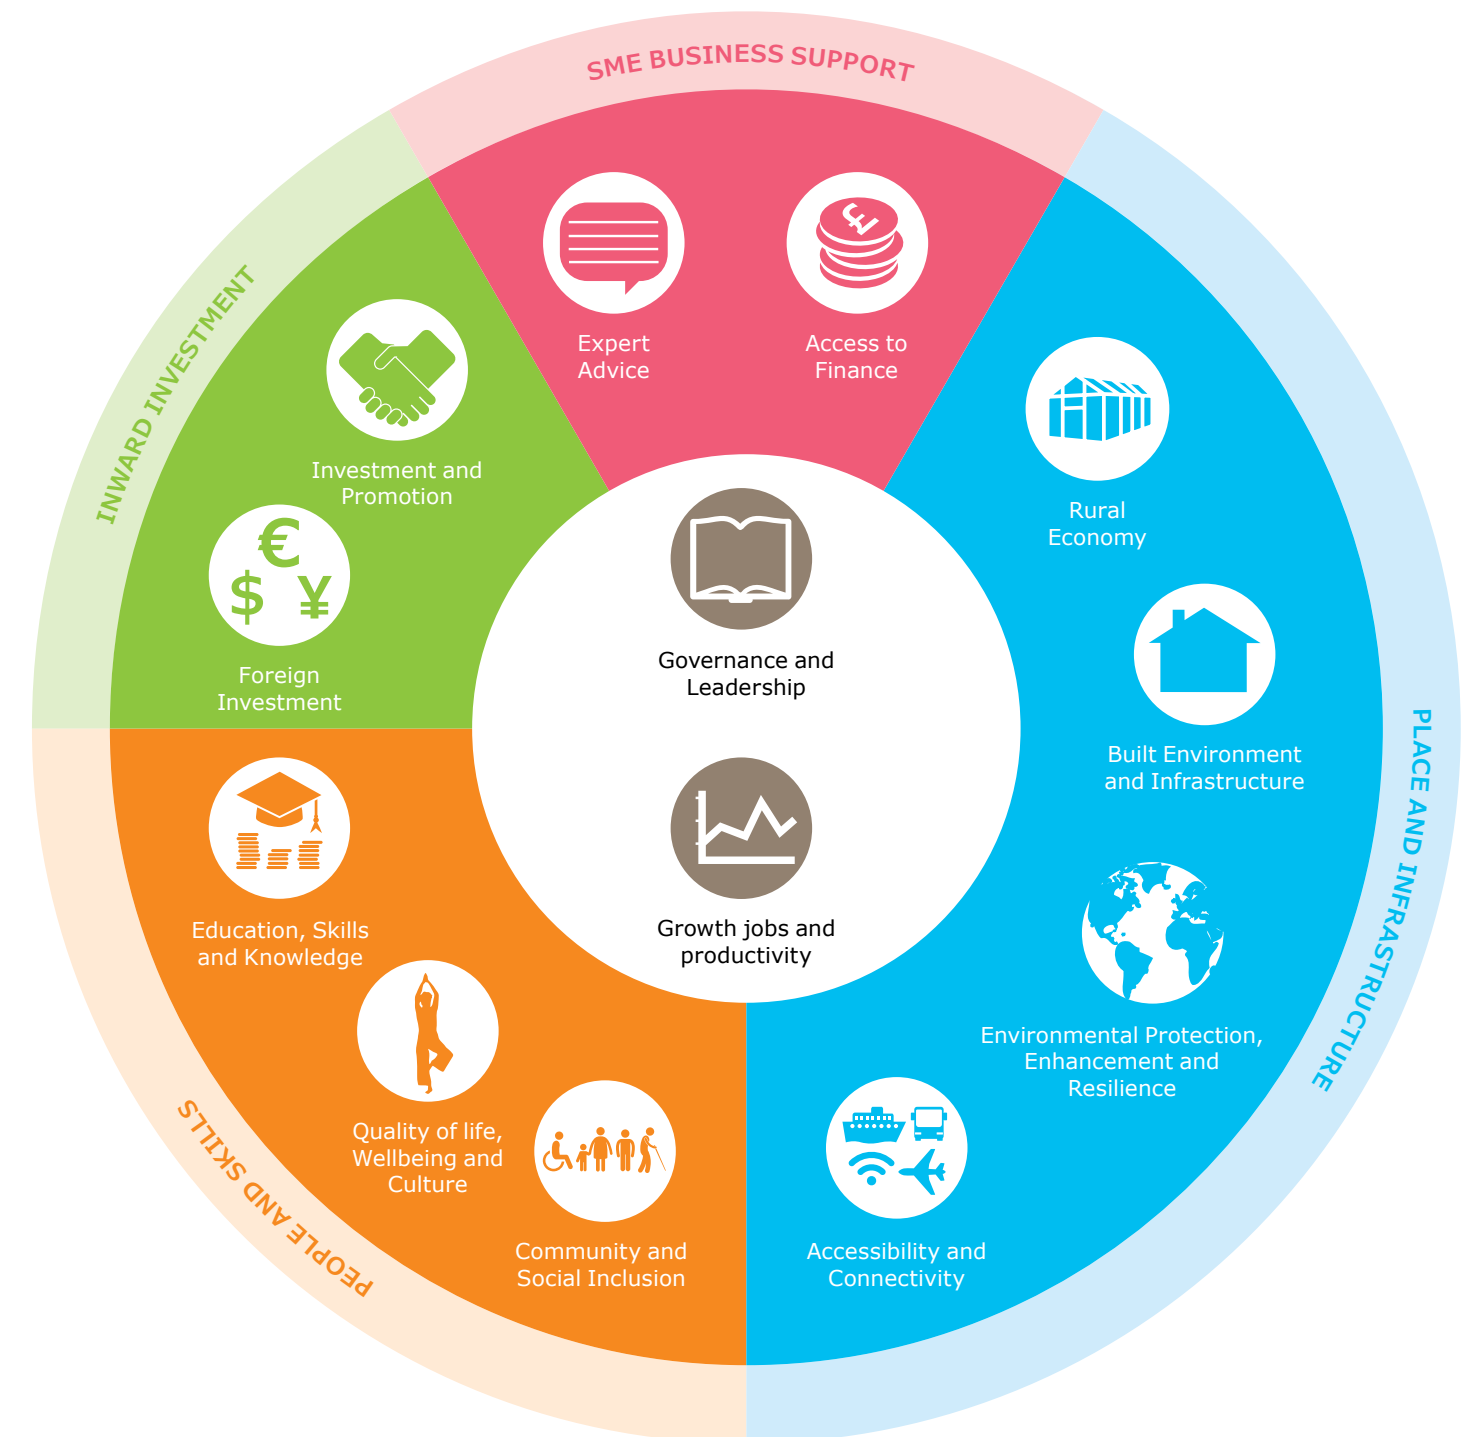 SME BUSINESS SUPPORT
Expert
Advice
£
Access to
Finance
INWARD INVESTMENT
Investment and
Promotion
€
$ ¥
Foreign
Investment
Rural
Economy
Built Environment
and Infrastructure
PLACE AND INFRASTRUCTURE
Environmental Protection,
Enhancement and
Resilience
Accessibility and
Connectivity
Governance and
Leadership
Growth jobs and
productivity
Education, Skills
and Knowledge
Quality of life,
Wellbeing and
Culture
Community and
Social Inclusion
PEOPLE AND SKILLS